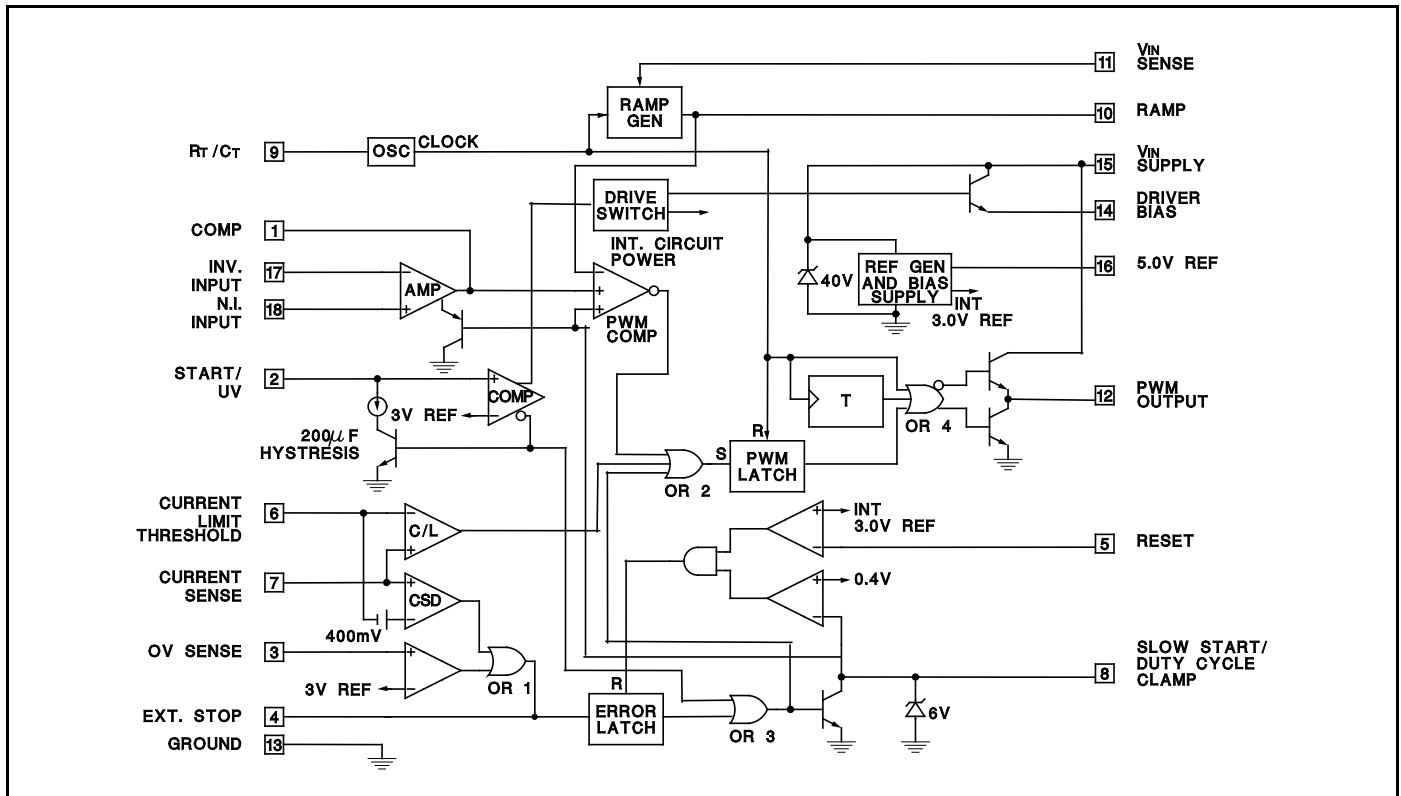 11 VIN
SENSE
RAMP
GEN
10 RAMP
RT/CT 9
OSC
CLOCK
15 VIN
SUPPLY
DRIVE
SWITCH
14 DRIVER
BIAS
COMP 1
INT. CIRCUIT
POWER
INV.
INPUT 17
N.I.
INPUT 18
−
AMP
+
−
+
+
PWM
COMP
40V
REF GEN
AND BIAS
SUPPLY
16 5.0V REF
INT
3.0V REF
START/
UV 2
+
COMP
−
3V REF
200μF
HYSTRESIS
T
OR 4
12 PWM
OUTPUT
R
S
PWM
LATCH
OR 2
CURRENT
LIMIT
THRESHOLD 6
−
C/L
+
+
INT
3.0V REF
−
5 RESET
CURRENT
SENSE 7
+
CSD
−
400mV
+
0.4V
−
OV SENSE 3
+
3V REF
−
OR 1
8 SLOW START/
DUTY CYCLE
CLAMP
R
ERROR
LATCH
OR 3
6V
EXT. STOP 4
GROUND 13